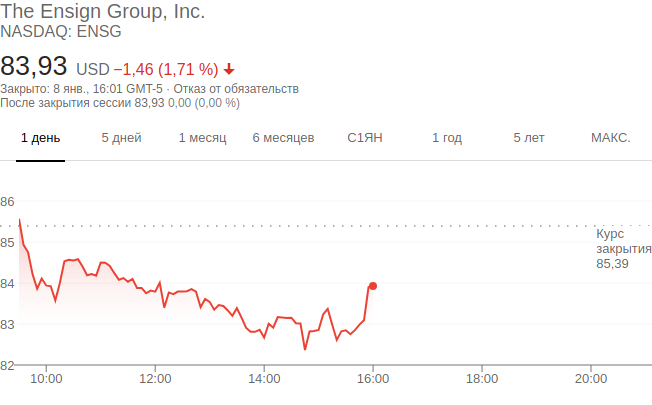 The Ensign Group, Inc.
NASDAQ: ENSG
83,93 USD −1,46 (1,71 %)
Закрыто: 8 янв., 16:01 GMT-5 · Отказ от обязательств
После закрытия сессии 83,93 0,00 (0,00 %)
1 день 5 дней 1 месяц 6 месяцев С1ЯН 1 год 5 лет МАКС.
86
Курс
85
закрытия
85,39
84
83
82
10:00 12:00 14:00 16:00 18:00 20:00